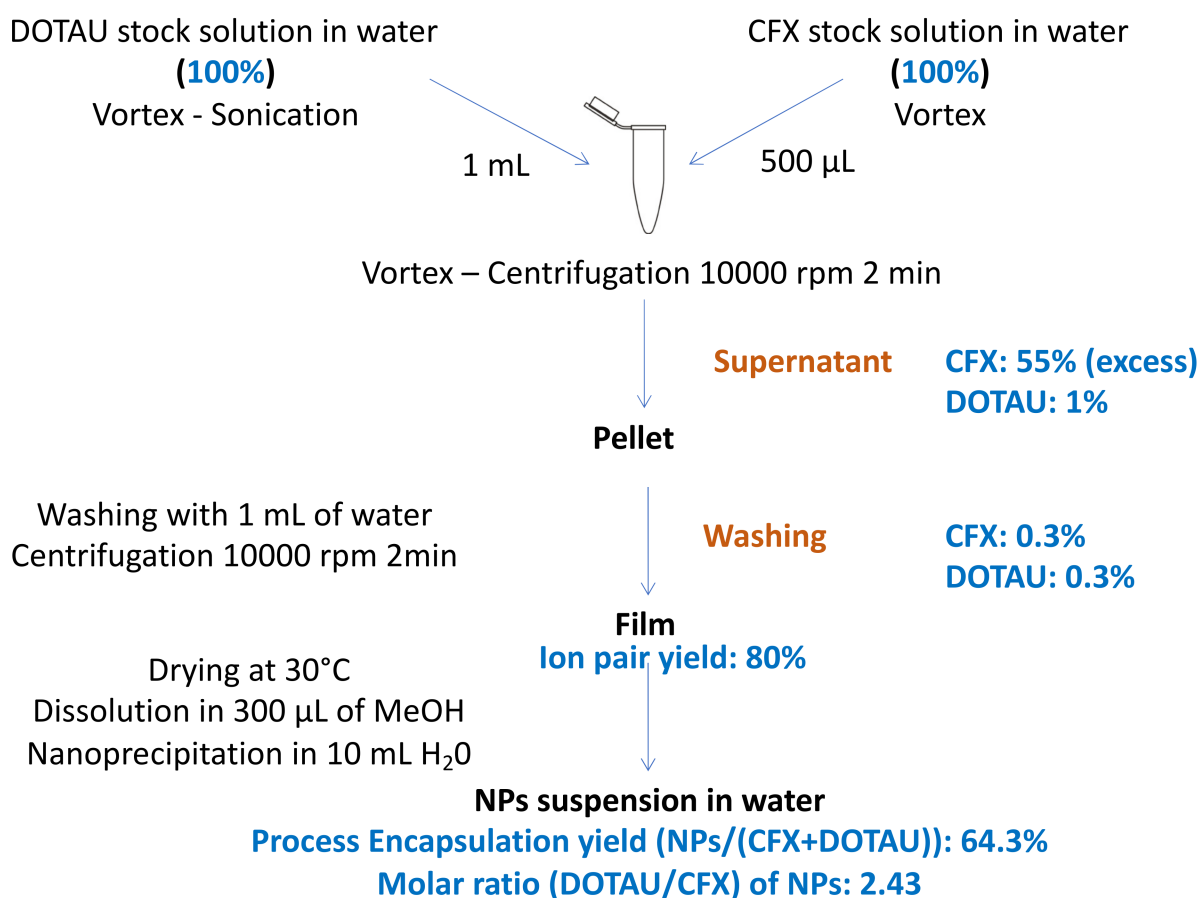 DOTAU stock solution in water
(100%)
Vortex - Sonication
CFX stock solution in water
(100%)
Vortex
1 mL
500 µL
Vortex – Centrifugation 10000 rpm 2 min
Supernatant
CFX: 55% (excess)
DOTAU: 1%
Pellet
Washing with 1 mL of water
Centrifugation 10000 rpm 2min
Washing
CFX: 0.3%
DOTAU: 0.3%
Film
Ion pair yield: 80%
Drying at 30°C
Dissolution in 300 µL of MeOH
Nanoprecipitation in 10 mL H₂0
NPs suspension in water
Process Encapsulation yield (NPs/(CFX+DOTAU)): 64.3%
Molar ratio (DOTAU/CFX) of NPs: 2.43